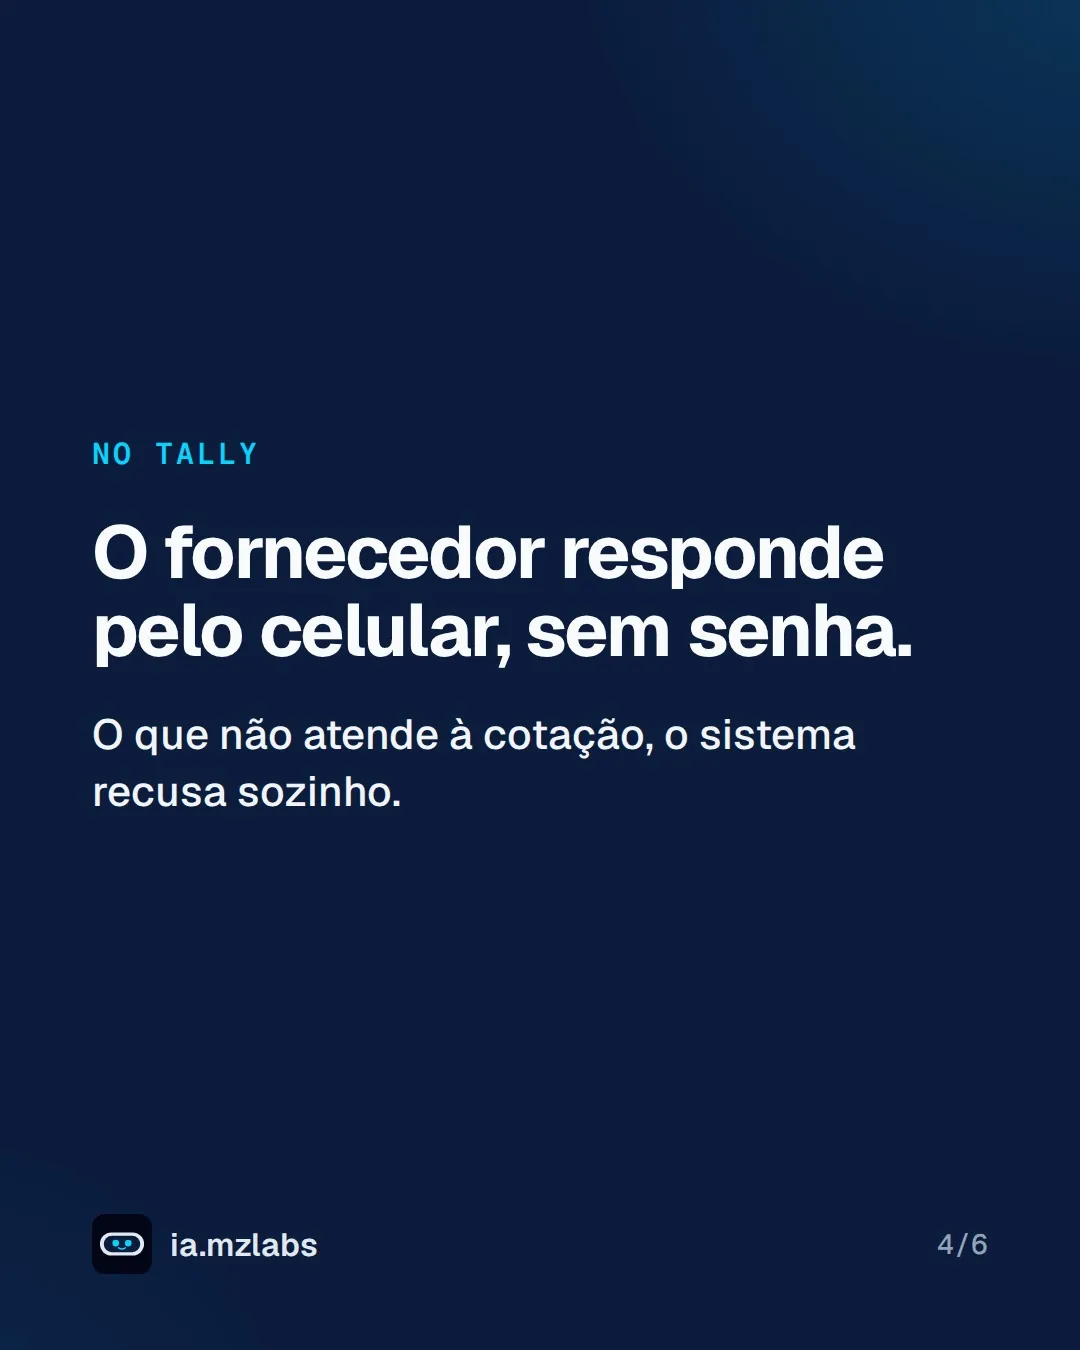 NO TALLY
O fornecedor responde
pelo celular, sem senha.
O que não atende à cotação, o sistema
recusa sozinho.
ia.mzlabs
4/6